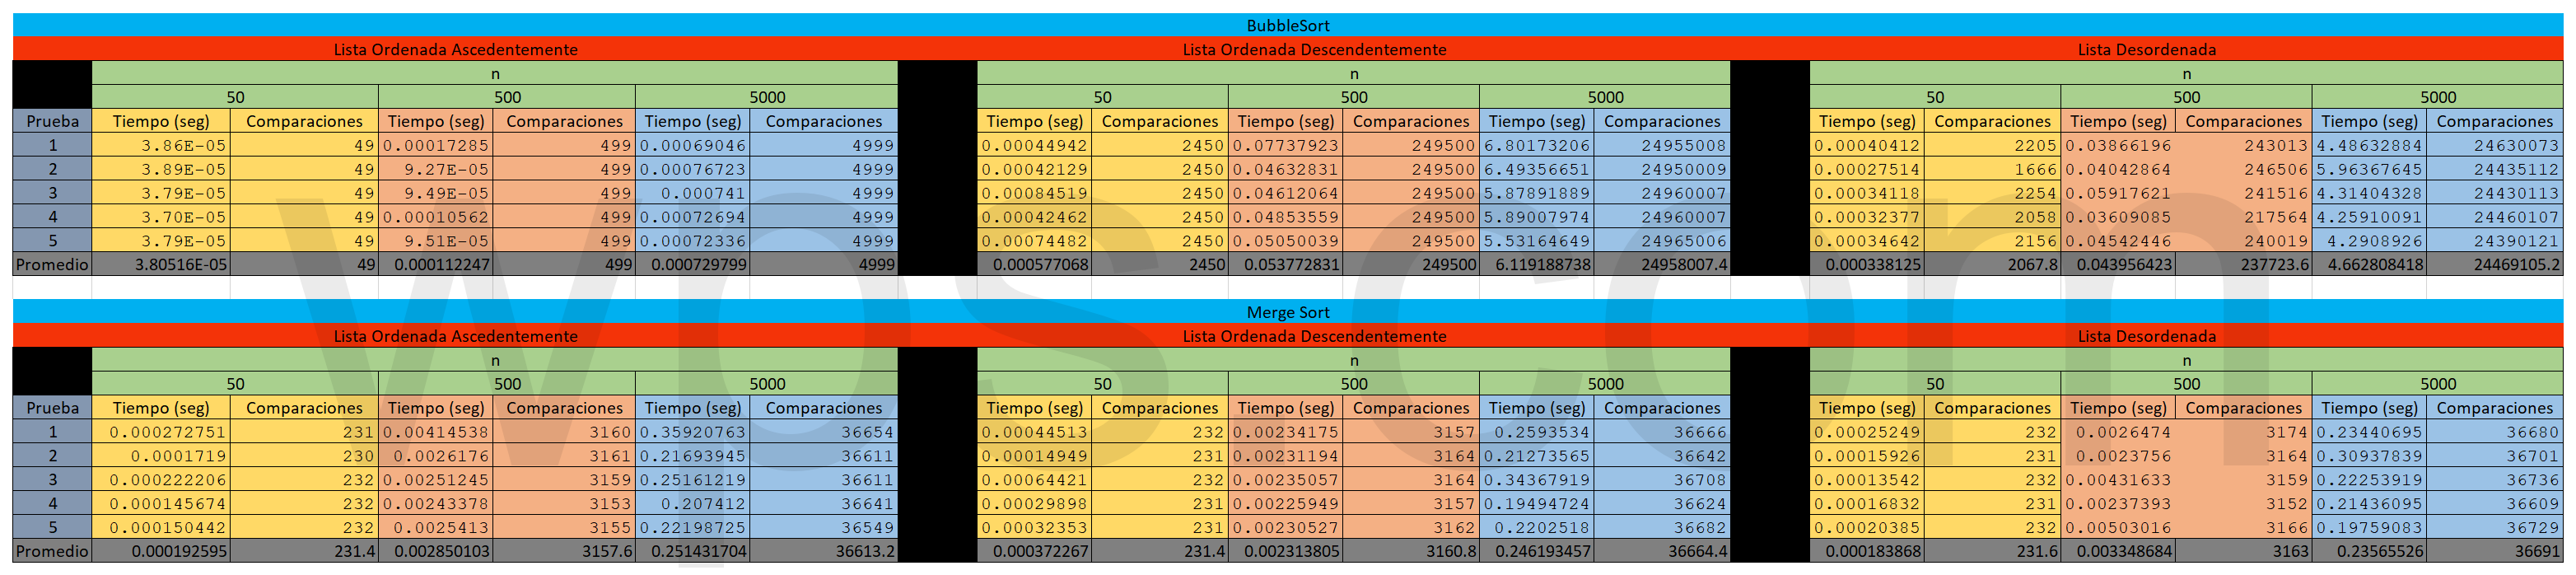 BubbleSort
Lista Ordenada Ascedentemente Lista Ordenada Descendentemente Lista Desordenada
n n n
50 500 5000 50 500 5000 50 500 5000
Prueba Tiempo (seg) Comparaciones Tiempo (seg) Comparaciones Tiempo (seg) Comparaciones Tiempo (seg) Comparaciones Tiempo (seg) Comparaciones Tiempo (seg) Comparaciones Tiempo (seg) Comparaciones Tiempo (seg) Comparaciones Tiempo (seg) Comparaciones
1 3.86E-05 49 0.00017285 499 0.00069046 4999 0.00044942 2450 0.07737923 249500 6.80173206 24955008 0.00040412 2205 0.03866196 243013 4.48632884 24630073
2 3.89E-05 49 9.27E-05 499 0.00076723 4999 0.00042129 2450 0.04632831 249500 6.49356651 24950009 0.00027514 1666 0.04042864 246506 5.96367645 24435112
3 3.79E-05 49 9.49E-05 499 0.000741 4999 0.00084519 2450 0.04612064 249500 5.87891889 24960007 0.00034118 2254 0.05917621 241516 4.31404328 24430113
4 3.70E-05 49 0.00010562 499 0.00072694 4999 0.00042462 2450 0.04853559 249500 5.89007974 24960007 0.00032377 2058 0.03609085 217564 4.25910091 24460107
5 3.79E-05 49 9.51E-05 499 0.00072336 4999 0.00074482 2450 0.05050039 249500 5.53164649 24965006 0.00034642 2156 0.04542446 240019 4.2908926 24390121
Promedio 3.80516E-05 49 0.000112247 499 0.000729799 4999 0.000577068 2450 0.053772831 249500 6.119188738 24958007.4 0.000338125 2067.8 0.043956423 237723.6 4.662808418 24469105.2
Merge Sort
Lista Ordenada Ascedentemente Lista Ordenada Descendentemente Lista Desordenada
n n n
50 500 5000 50 500 5000 50 500 5000
Prueba Tiempo (seg) Comparaciones Tiempo (seg) Comparaciones Tiempo (seg) Comparaciones Tiempo (seg) Comparaciones Tiempo (seg) Comparaciones Tiempo (seg) Comparaciones Tiempo (seg) Comparaciones Tiempo (seg) Comparaciones Tiempo (seg) Comparaciones
1 0.000272751 231 0.00414538 3160 0.35920763 36654 0.00044513 232 0.00234175 3157 0.2593534 36666 0.00025249 232 0.0026474 3174 0.23440695 36680
2 0.0001719 230 0.0026176 3161 0.21693945 36611 0.00014949 231 0.00231194 3164 0.21273565 36642 0.00015926 231 0.0023756 3164 0.30937839 36701
3 0.000222206 232 0.00251245 3159 0.25161219 36611 0.00064421 232 0.00235057 3164 0.34367919 36708 0.00013542 232 0.00431633 3159 0.22253919 36736
4 0.000145674 232 0.00243378 3153 0.207412 36641 0.00029898 231 0.00225949 3157 0.19494724 36624 0.00016832 231 0.00237393 3152 0.21436095 36609
5 0.000150442 232 0.0025413 3155 0.22198725 36549 0.00032353 231 0.00230527 3162 0.2202518 36682 0.00020385 232 0.00503016 3166 0.19759083 36729
Promedio 0.000192595 231.4 0.002850103 3157.6 0.251431704 36613.2 0.000372267 231.4 0.002313805 3160.8 0.246193457 36664.4 0.000183868 231.6 0.003348684 3163 0.23565526 36691
wps.com